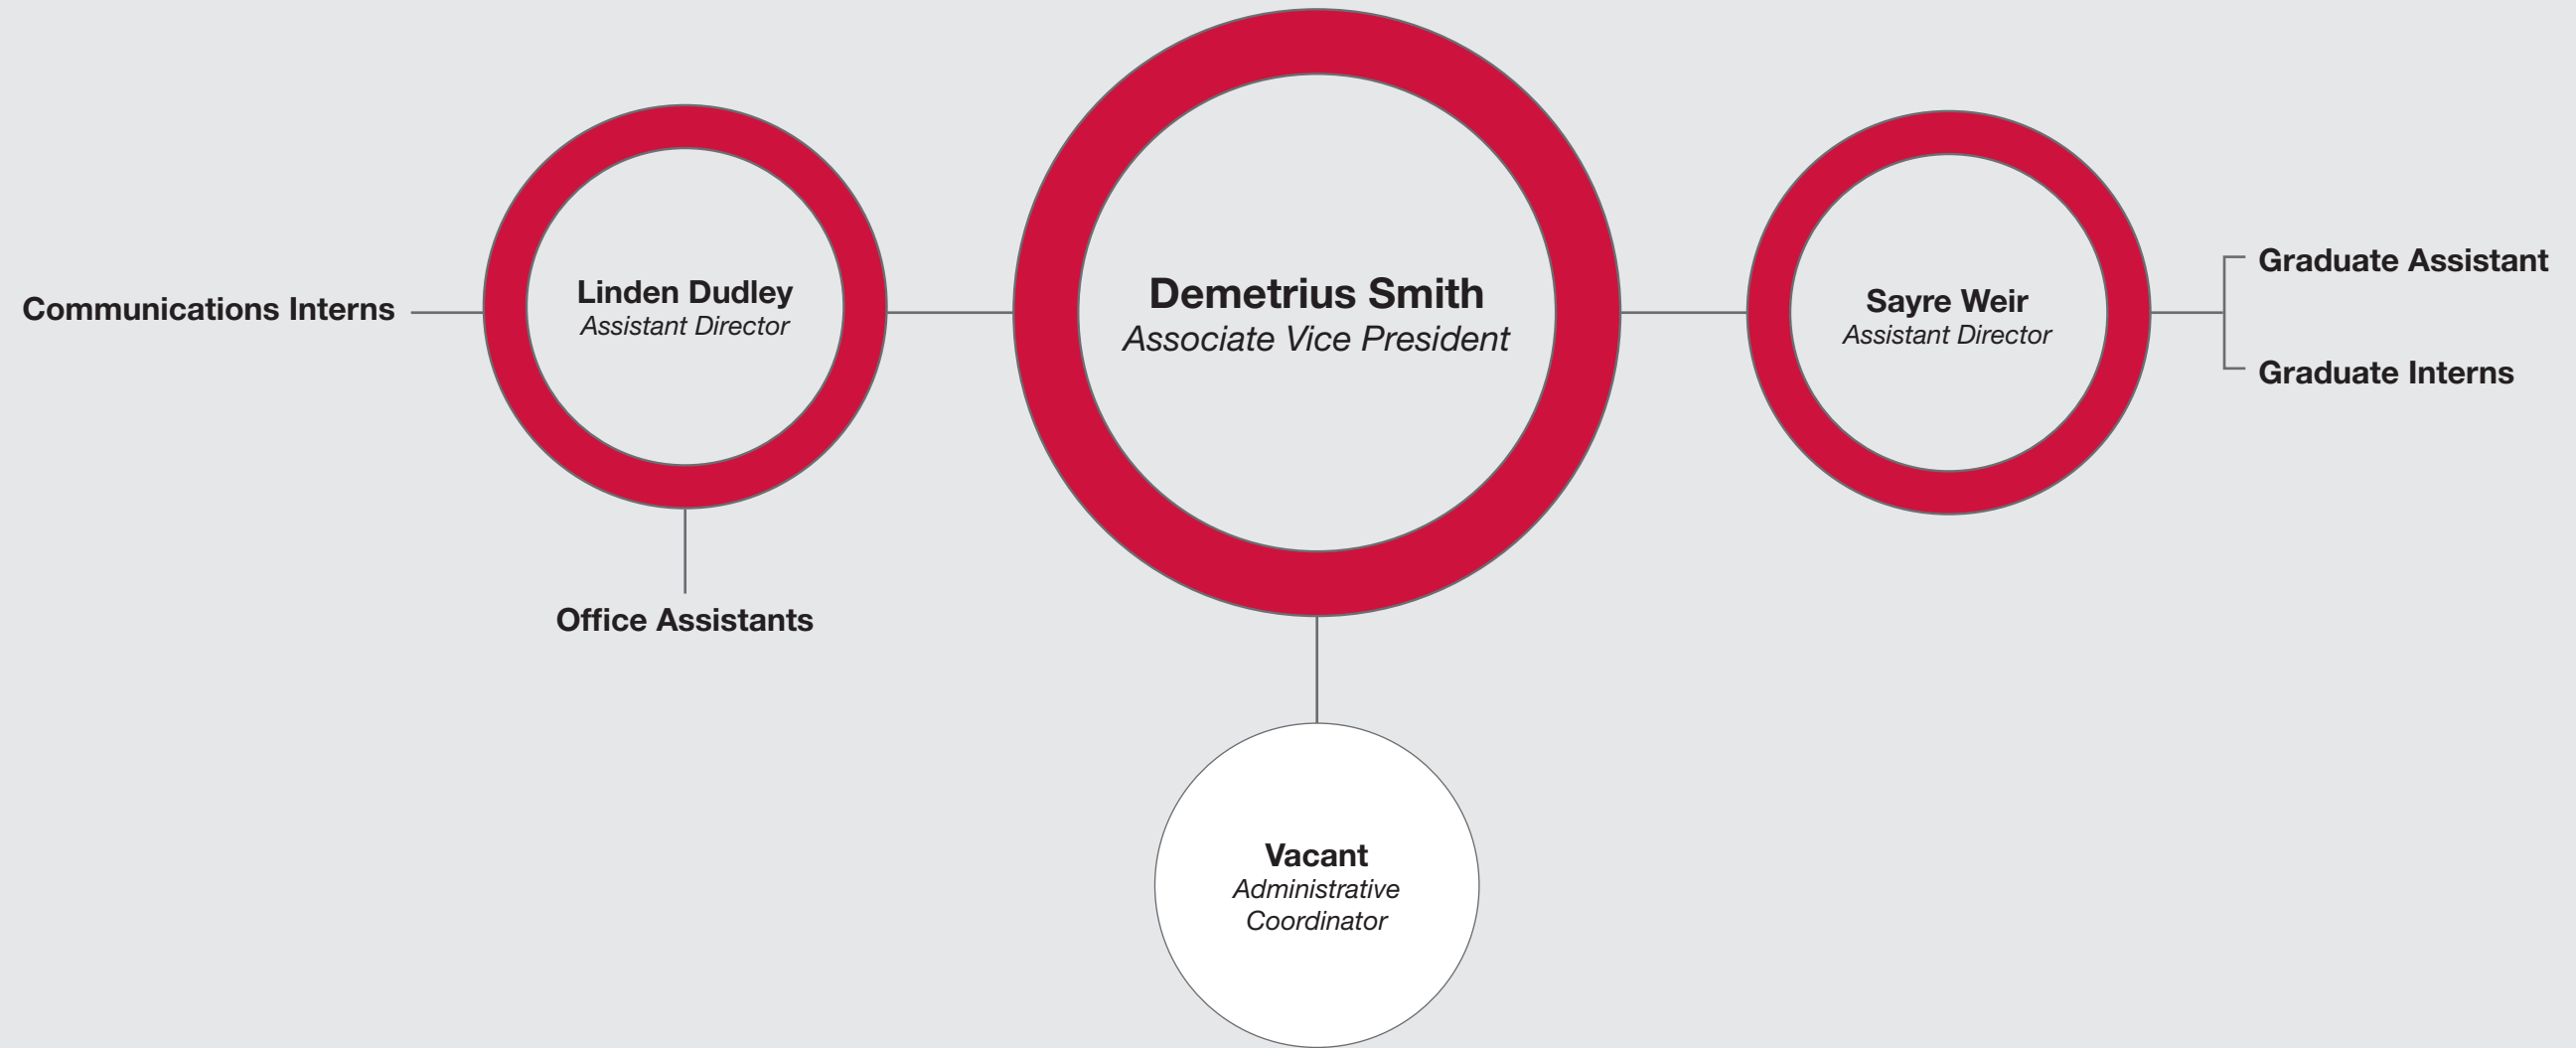 Communications Interns
Linden Dudley
Assistant Director
Office Assistants
Demetrius Smith
Associate Vice President
Vacant
Administrative
Coordinator
Sayre Weir
Assistant Director
Graduate Assistant
Graduate Interns